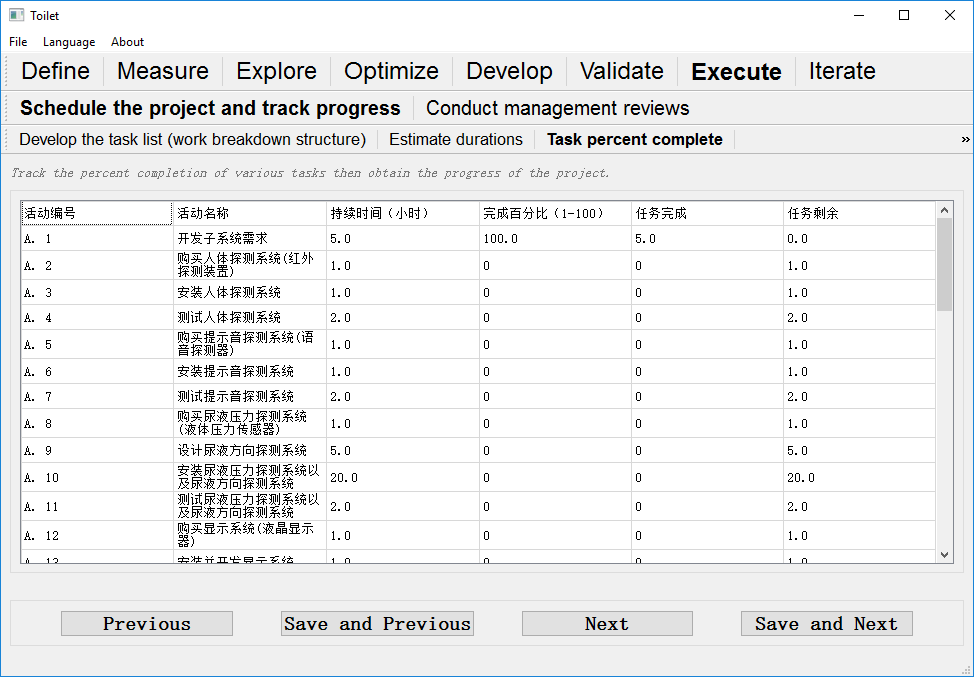 Toilet
File Language About
Define Measure Explore Optimize Develop Validate Execute Iterate
Schedule the project and track progress Conduct management reviews
Develop the task list (work breakdown structure) Estimate durations Task percent complete »
Track the percent completion of various tasks then obtain the progress of the project.
活动编号 活动名称 持续时间（小时） 完成百分比（1-100） 任务完成 任务剩余
A. 1 开发子系统需求 5.0 100.0 5.0 0.0
A. 2 购买人体探测系统(红外
探测装置) 1.0 0 0 1.0
A. 3 安装人体探测系统 1.0 0 0 1.0
A. 4 测试人体探测系统 2.0 0 0 2.0
A. 5 购买提示音探测系统(语
音探测器) 1.0 0 0 1.0
A. 6 安装提示音探测系统 1.0 0 0 1.0
A. 7 测试提示音探测系统 2.0 0 0 2.0
A. 8 购买尿液压力探测系统
(液体压力传感器) 1.0 0 0 1.0
A. 9 设计尿液方向探测系统 5.0 0 0 5.0
A. 10 安装尿液压力探测系统以
及尿液方向探测系统 20.0 0 0 20.0
A. 11 测试尿液压力探测系统以
及尿液方向探测系统 2.0 0 0 2.0
A. 12 购买显示系统(液晶显示
器) 1.0 0 0 1.0
A. 13 安装并开发显示系统 1.0 0 0 1.0
Previous Save and Previous Next Save and Next